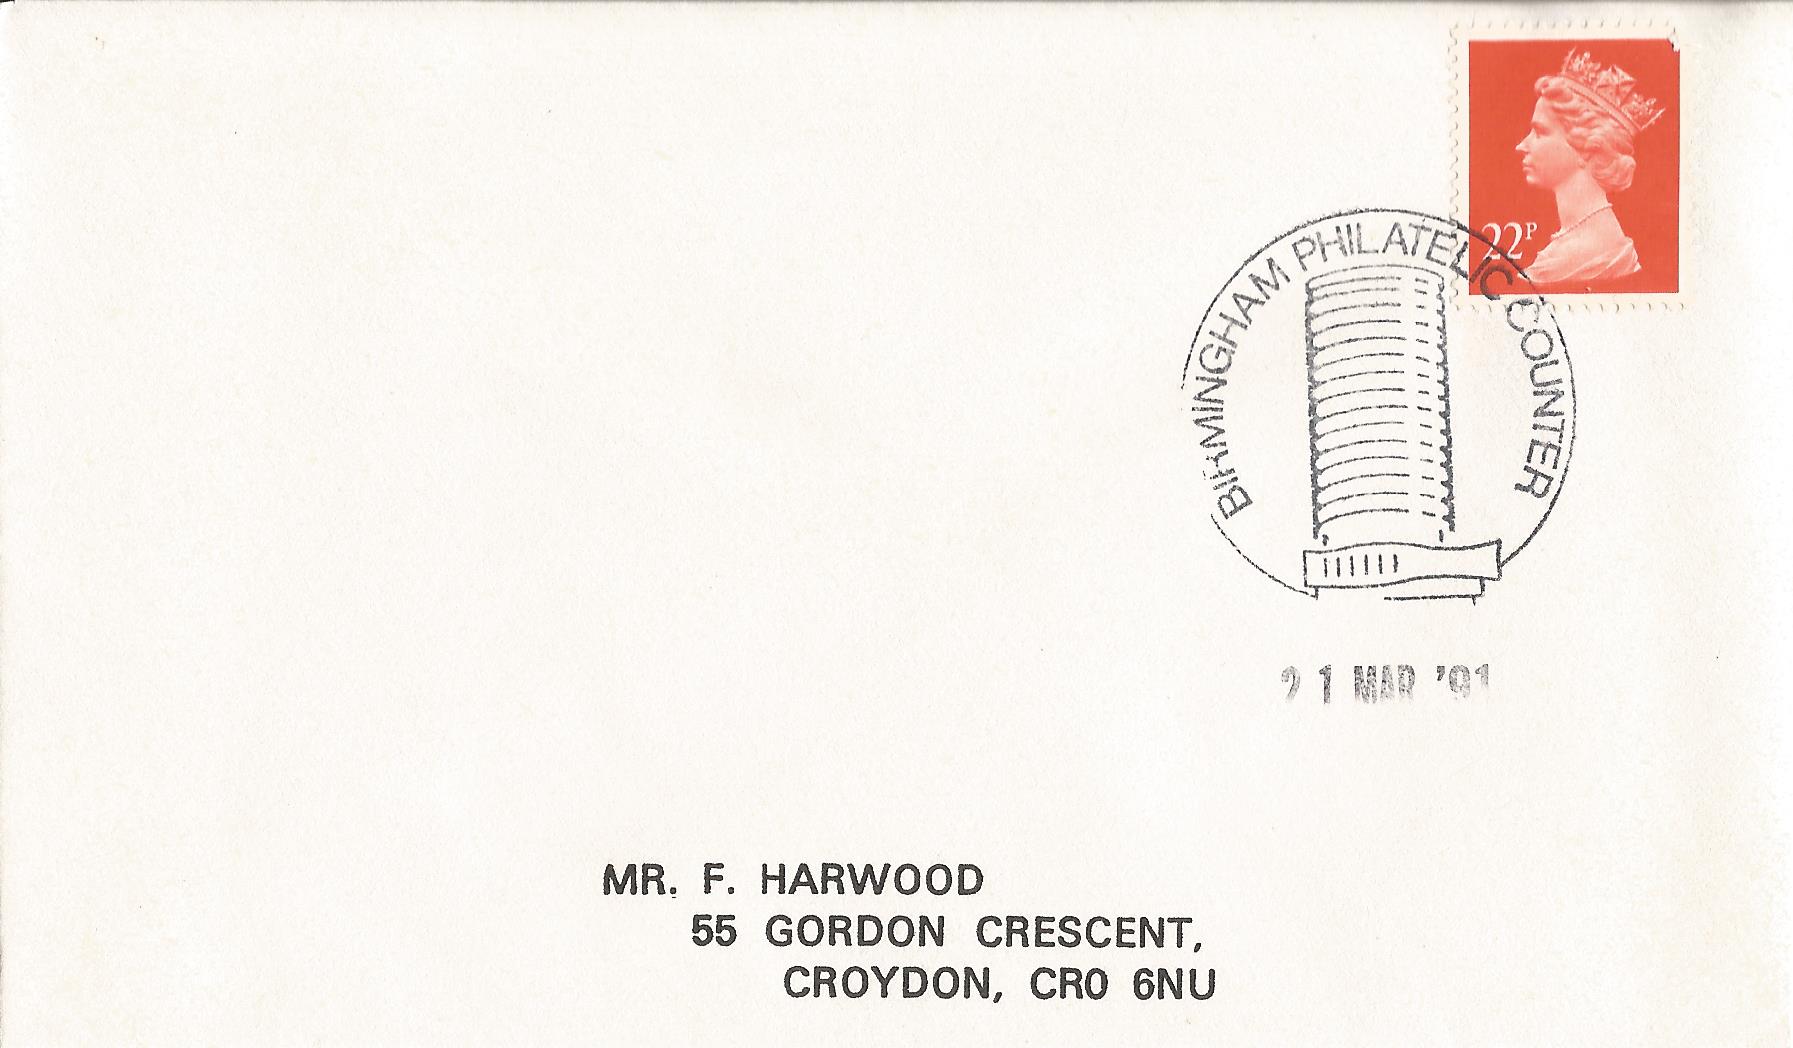 22P
BIRMINGHAM PHILATELIC COUNTER
21 MAR '91
MR. F. HARWOOD
55 GORDON CRESCENT,
CROYDON, CR0 6NU